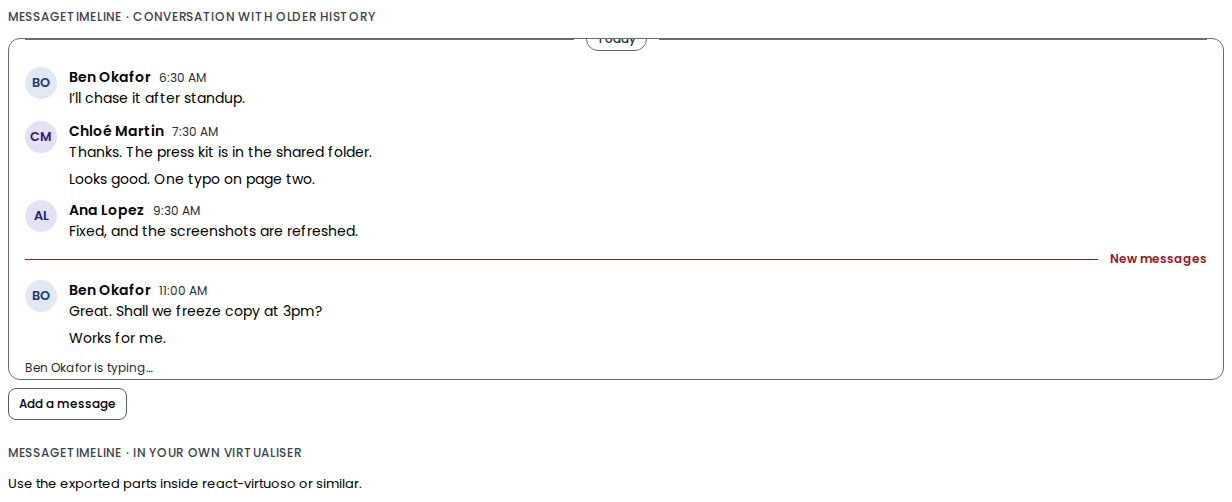 MESSAGETIMELINE · CONVERSATION WITH OLDER HISTORY
Today
BO
Ben Okafor 6:30 AM
I'll chase it after standup.
CM
Chloé Martin 7:30 AM
Thanks. The press kit is in the shared folder.
Looks good. One typo on page two.
AL
Ana Lopez 9:30 AM
Fixed, and the screenshots are refreshed.
New messages
BO
Ben Okafor 11:00 AM
Great. Shall we freeze copy at 3pm?
Works for me.
Ben Okafor is typing…
Add a message
MESSAGETIMELINE · IN YOUR OWN VIRTUALISER
Use the exported parts inside react-virtuoso or similar.